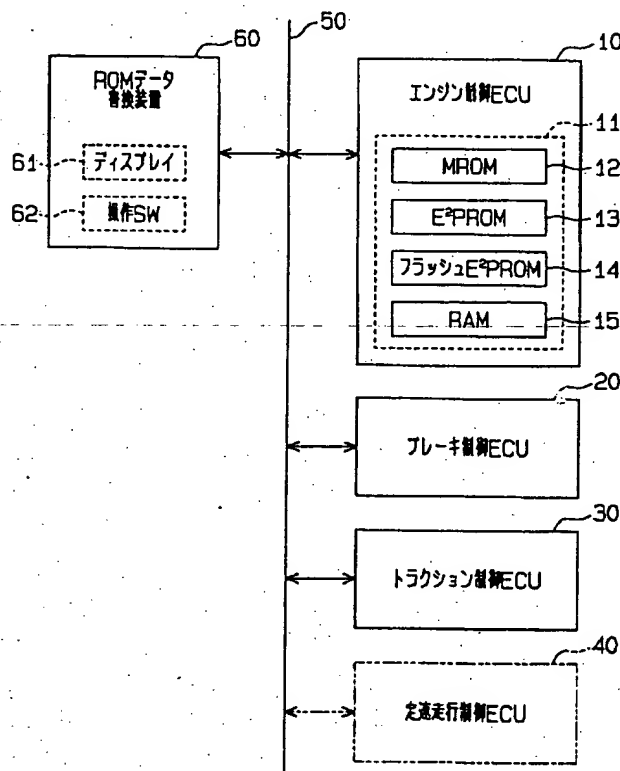 60
50
10
ROMデータ
書換装置
エンジン制御ECU
11
61
ディスプレイ
MROM
12
62
操作SW
E²PROM
13
フラッシュE²PROM
14
RAM
15
20
ブレーキ制御ECU
30
トラクション制御ECU
40
定速走行制御ECU